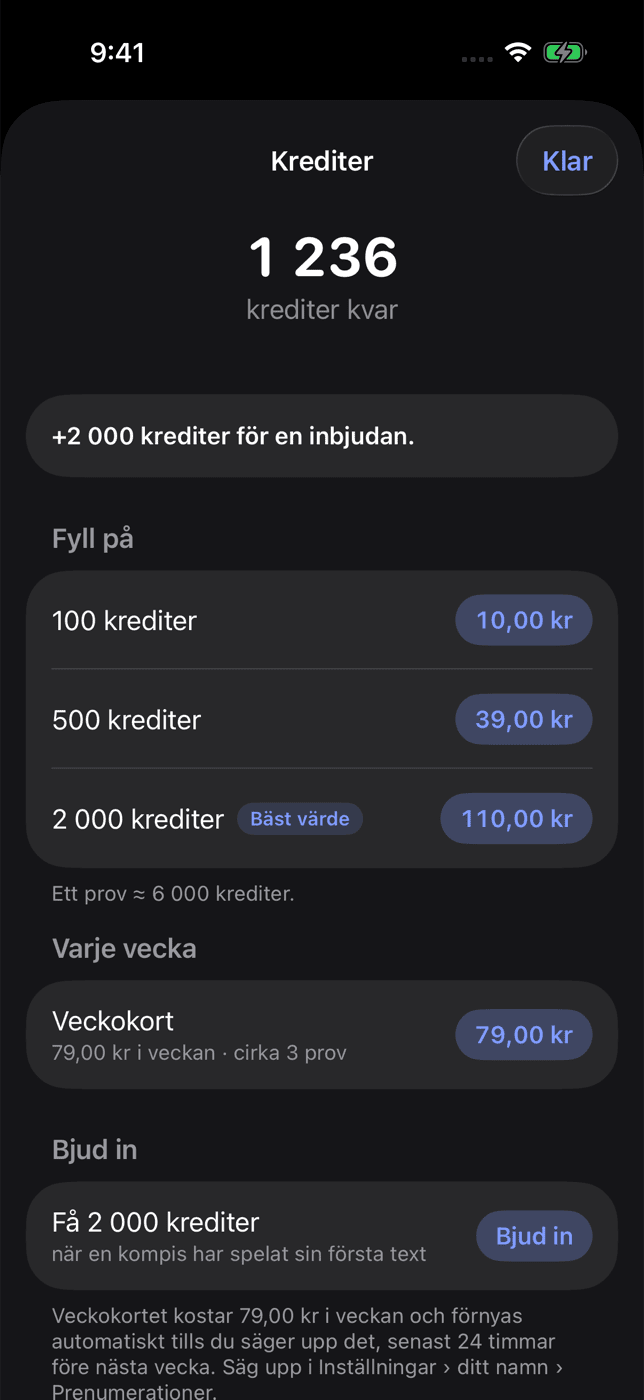 9:41
Krediter
Klar
1 236
krediter kvar
+2 000 krediter för en inbjudan.
Fyll på
100 krediter
10,00 kr
500 krediter
39,00 kr
2 000 krediter
Bäst värde
110,00 kr
Ett prov ≈ 6 000 krediter.
Varje vecka
Veckokort
79,00 kr i veckan · cirka 3 prov
79,00 kr
Bjud in
Få 2 000 krediter
när en kompis har spelat sin första text
Bjud in
Veckokortet kostar 79,00 kr i veckan och förnyas
automatiskt tills du säger upp det, senast 24 timmar
före nästa vecka. Säg upp i Inställningar › ditt namn ›
Prenumerationer.